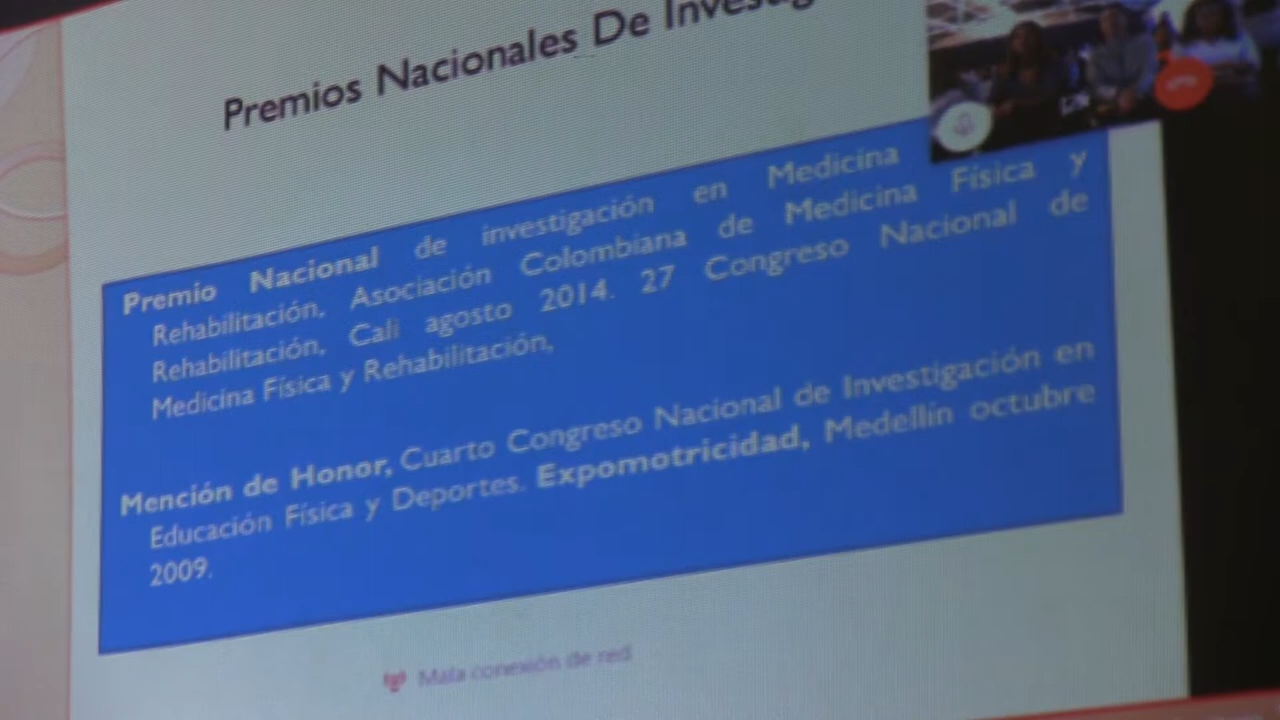 Premios Nacionales De Investig
Premio Nacional de investigación en Medicina
Rehabilitación, Asociación Colombiana de Medicina Física y
Rehabilitación, Cali agosto 2014. 27 Congreso Nacional de
Medicina Física y Rehabilitación,
Mención de Honor, Cuarto Congreso Nacional de Investigación en
Educación Física y Deportes. Expomotricidad, Medellín octubre
2009.
Mala conexión de red